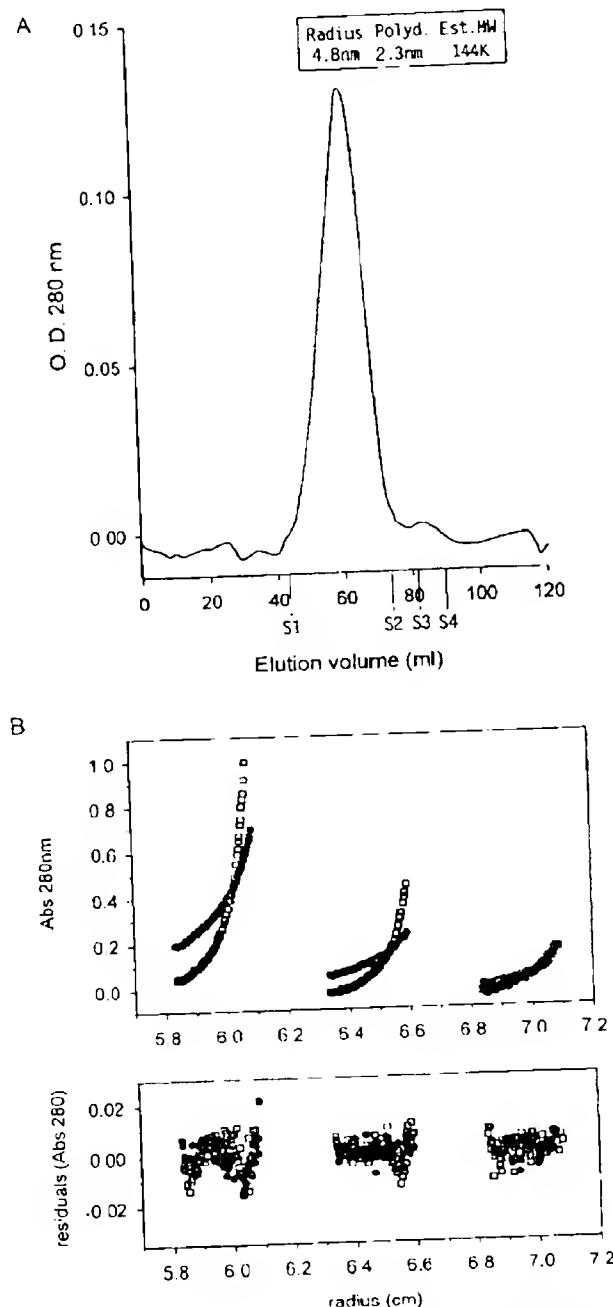 A
0.15
Radius Polyd. Est.MW
4.8nm 2.3nm 144K
0.10
O.D. 280 nm
0.05
0 00
0 20 40 60 80 100 120
S1 S2 S3 S4
Elution volume (ml)
B
1 0
0.8
0.6
0.4
0.2
0.0
Abs 280nm
5 8 6 0 6 2 6 4 6 6 6 8 7 0 7 2
0.02
0.00
-0.02
residuals (Abs 280)
5 8 6 0 6 2 6 4 6 6 6 8 7 0 7 2
radius (cm)